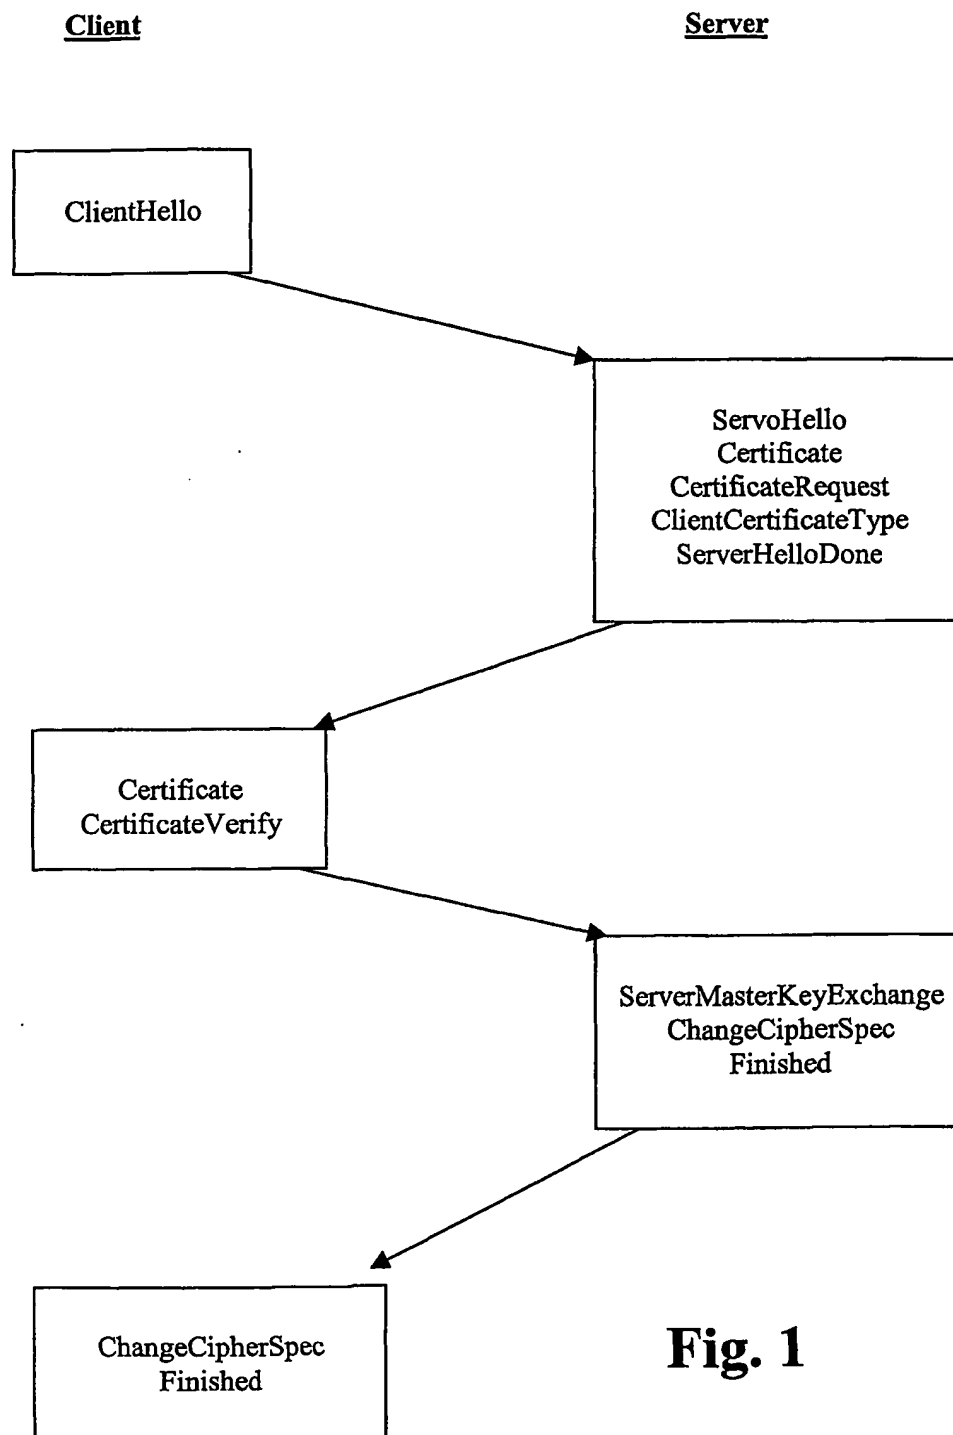 Client
Server
ClientHello
ServoHello
Certificate
CertificateRequest
ClientCertificateType
ServerHelloDone
Certificate
CertificateVerify
ServerMasterKeyExchange
ChangeCipherSpec
Finished
ChangeCipherSpec
Finished
Fig. 1